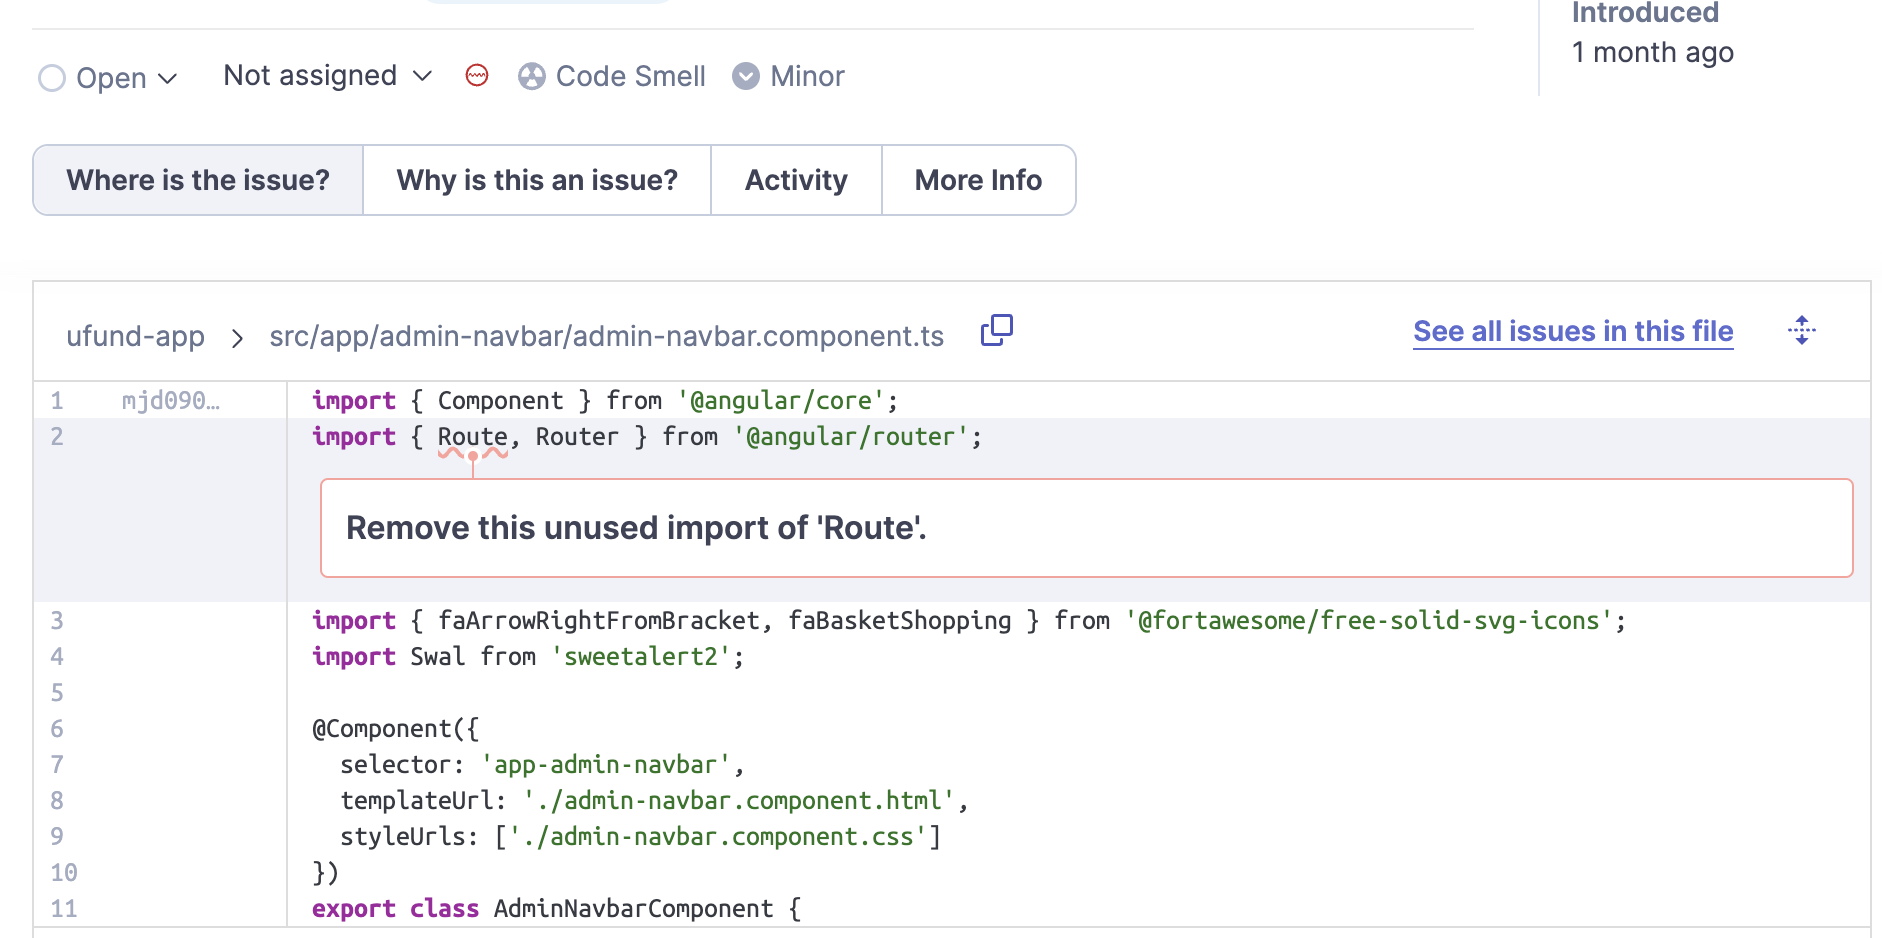 Introduced
1 month ago
Open Not assigned Code Smell Minor
Where is the issue? Why is this an issue? Activity More Info
ufund-app > src/app/admin-navbar/admin-navbar.component.ts See all issues in this file
1 mjd090… import { Component } from '@angular/core';
2 import { Route, Router } from '@angular/router';
Remove this unused import of 'Route'.
3 import { faArrowRightFromBracket, faBasketShopping } from '@fortawesome/free-solid-svg-icons';
4 import Swal from 'sweetalert2';
5
6 @Component({
7 selector: 'app-admin-navbar',
8 templateUrl: './admin-navbar.component.html',
9 styleUrls: ['./admin-navbar.component.css']
10 })
11 export class AdminNavbarComponent {